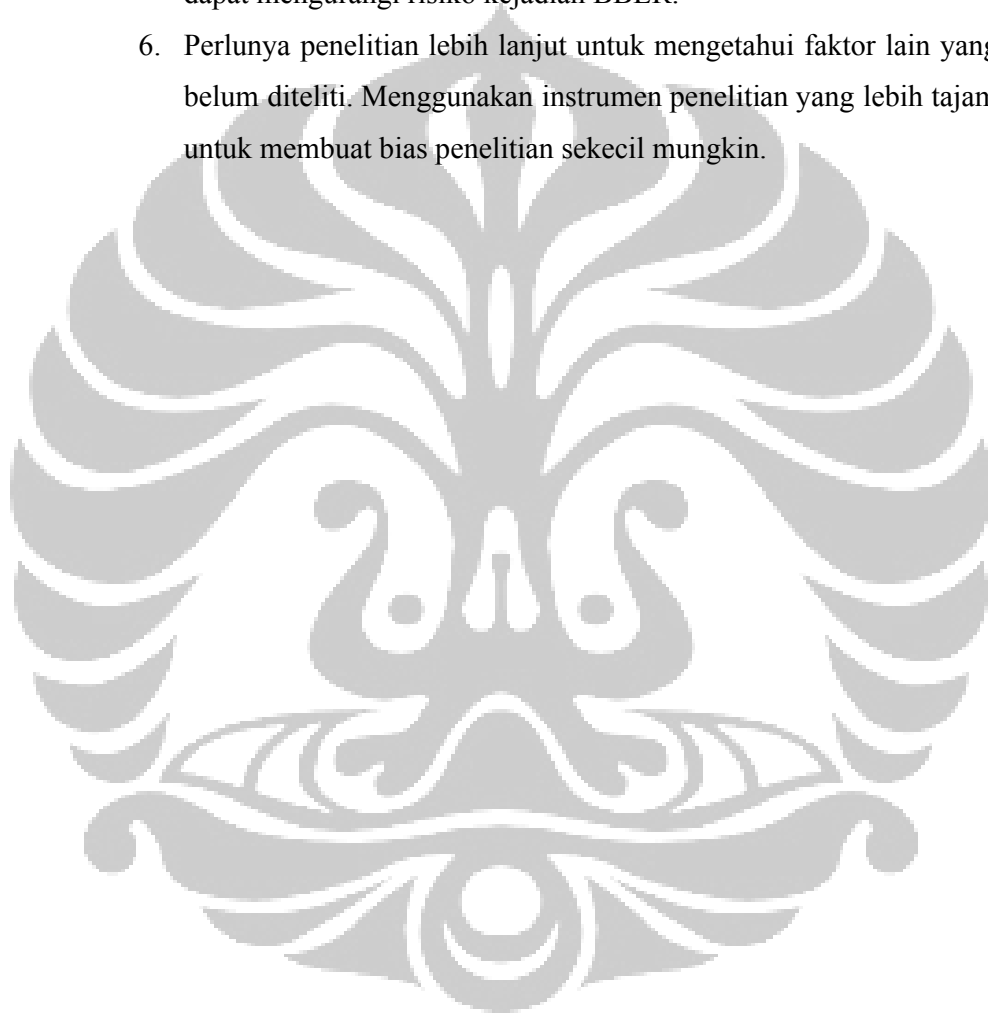 dapat mengurangi risiko kejadian BBLR.
6. Perlunya penelitian lebih lanjut untuk mengetahui faktor lain yang
belum diteliti. Menggunakan instrumen penelitian yang lebih tajam
untuk membuat bias penelitian sekecil mungkin.